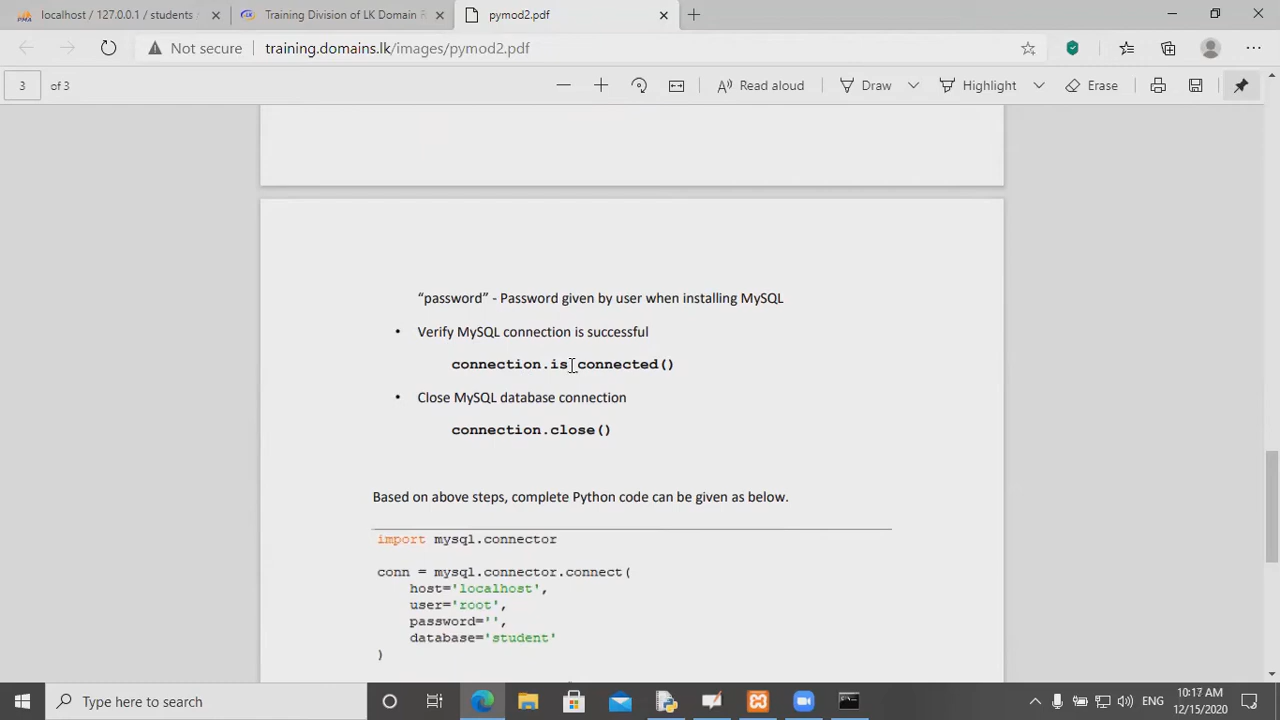 localhost / 127.0.0.1 / students
Training Division of LK Domain R
pymod2.pdf
Not secure
training.domains.lk/images/pymod2.pdf
3 of 3
Read aloud
Draw
Highlight
Erase
“password” - Password given by user when installing MySQL
• Verify MySQL connection is successful
connection.is connected()
• Close MySQL database connection
connection.close()
Based on above steps, complete Python code can be given as below.
import mysql.connector
conn = mysql.connector.connect(
host='localhost',
user='root',
password='',
database='student'
)
Type here to search
ENG
10:17 AM
12/15/2020